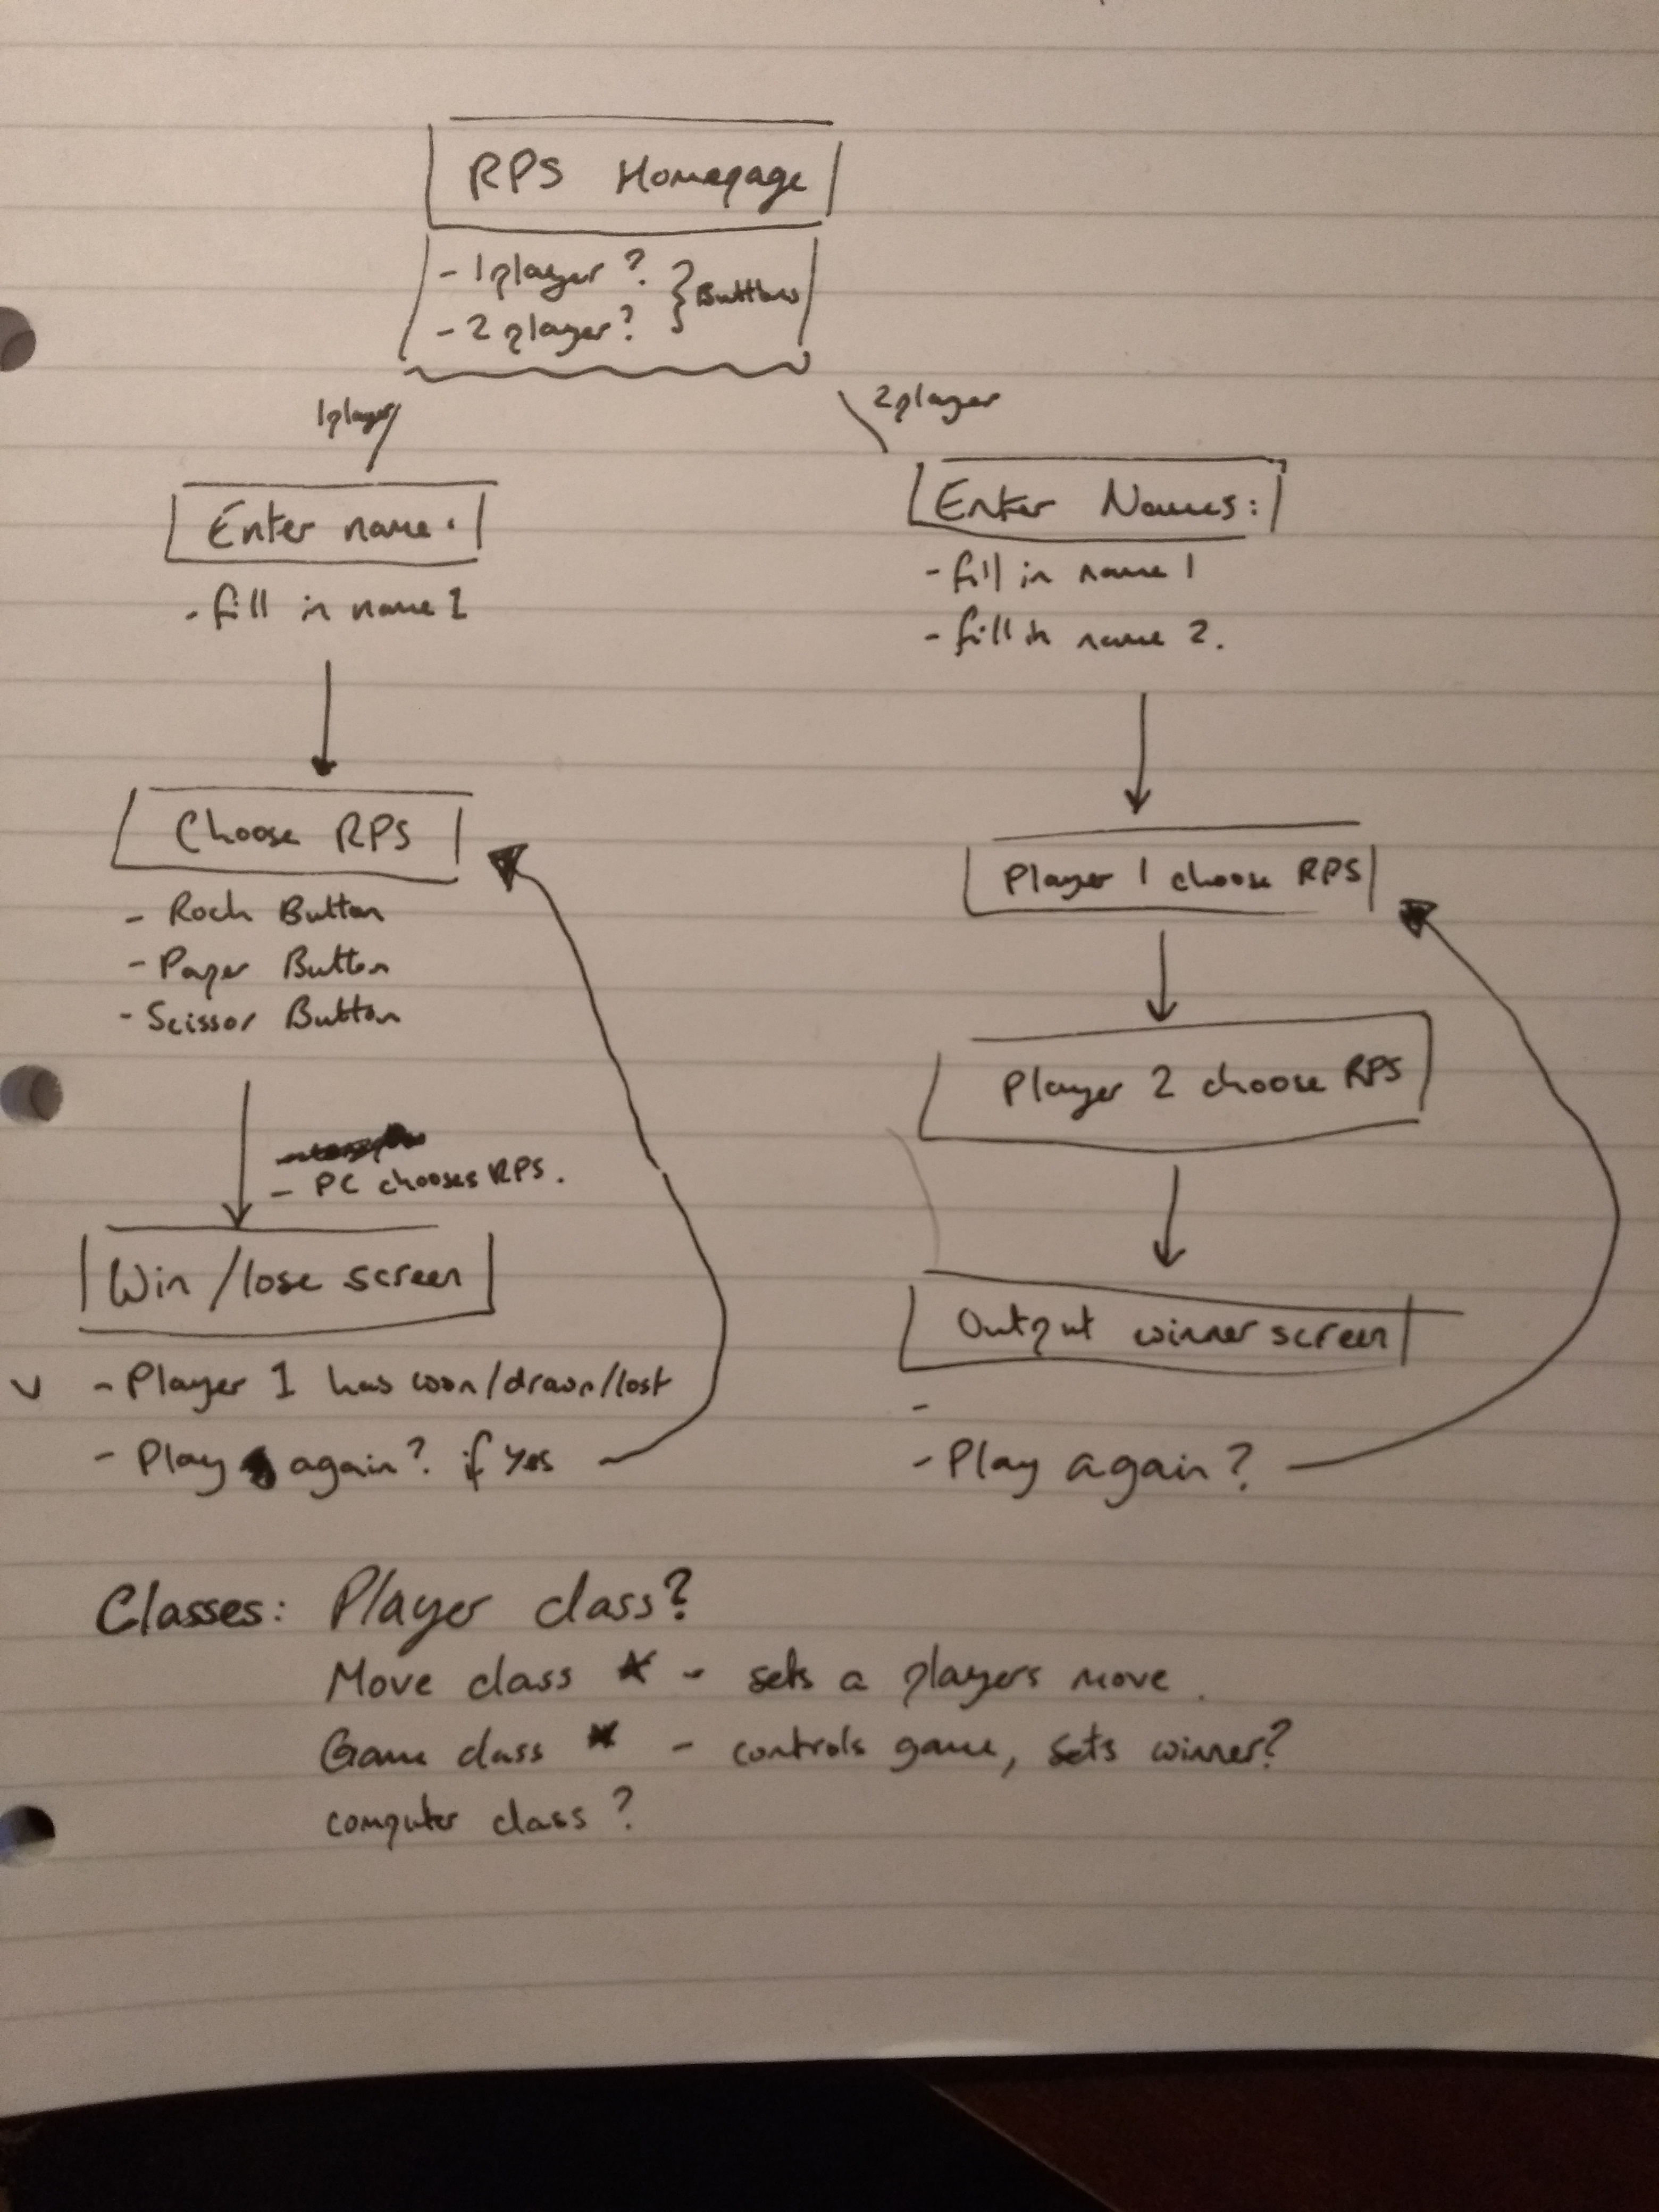 RPS Homepage
- 1player ?
- 2 player ?
} Buttons
1player
2player
Enter name :
- fill in name 1
Choose RPS
- Rock Button
- Paper Button
- Scissor Button
- PC chooses RPS.
Win / lose screen
- Player 1 has won/drawn/lost
- Play again? if yes
Enter Names:
- fill in name 1
- fill in name 2.
Player 1 choose RPS
Player 2 choose RPS
Output winner screen
-
- Play again?
Classes: Player class?
Move class * - sets a players move.
Game class * - controls game, sets winner?
computer class ?